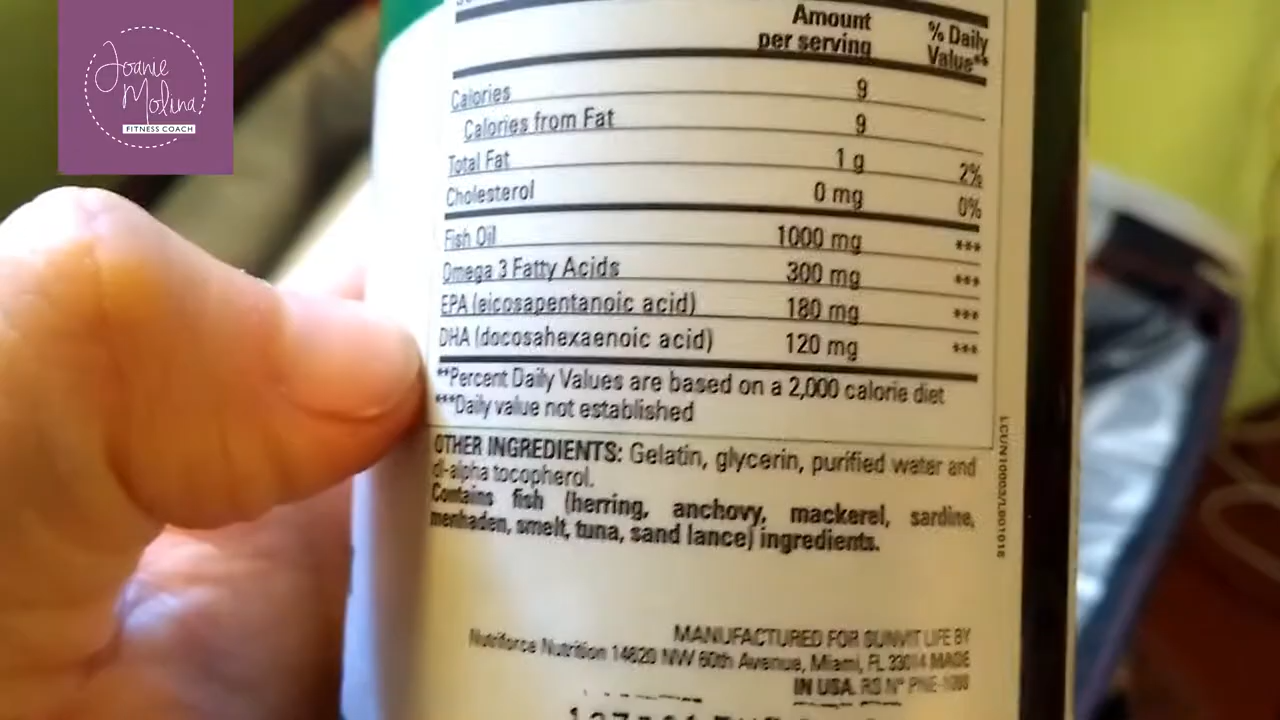 Joanie
Molina
FITNESS COACH
Amount
per serving
% Daily
Value**
Calories 9
Calories from Fat 9
Total Fat 1 g 2%
Cholesterol 0 mg 0%
Fish Oil 1000 mg ***
Omega 3 Fatty Acids 300 mg ***
EPA (eicosapentanoic acid) 180 mg ***
DHA (docosahexaenoic acid) 120 mg ***
**Percent Daily Values are based on a 2,000 calorie diet
***Daily value not established
OTHER INGREDIENTS: Gelatin, glycerin, purified water and
dl-alpha tocopherol.
Contains fish (herring, anchovy, mackerel, sardine,
menhaden, smelt, tuna, sand lance) ingredients.
MANUFACTURED FOR SUNVIT LIFE BY
Nutriforce Nutrition 14620 NW 60th Avenue, Miami, FL 33014 MADE
IN USA. RS N°